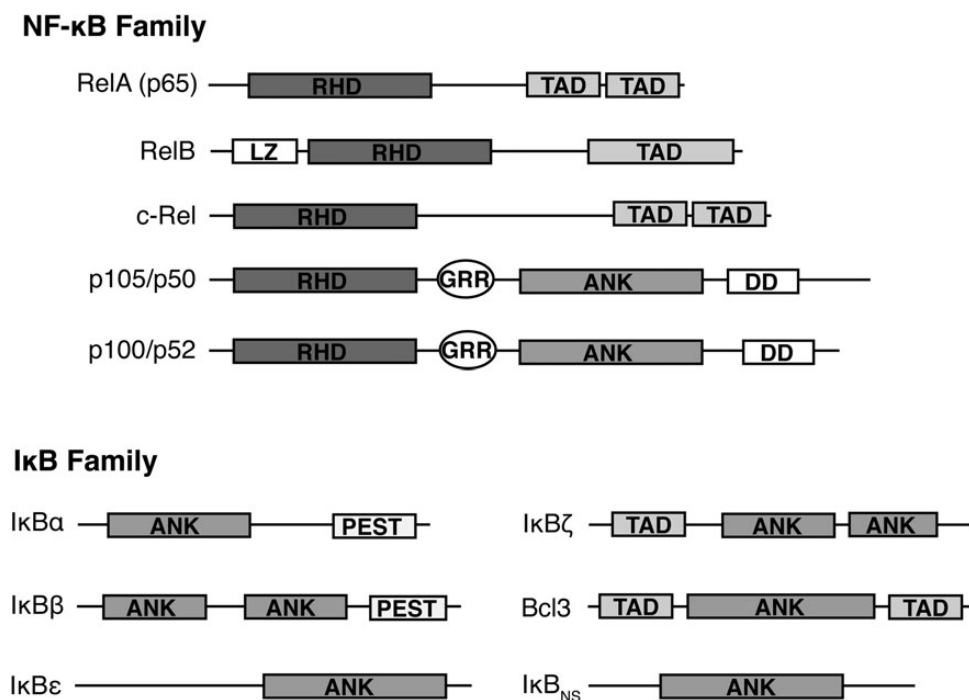 NF-κB Family
RelA (p65) RHD TAD TAD
RelB LZ RHD TAD
c-Rel RHD TAD TAD
p105/p50 RHD GRR ANK DD
p100/p52 RHD GRR ANK DD
IκB Family
IκBα ANK PEST
IκBζ TAD ANK ANK
IκBβ ANK ANK PEST
Bcl3 TAD ANK TAD
IκBε ANK
IκBNS ANK